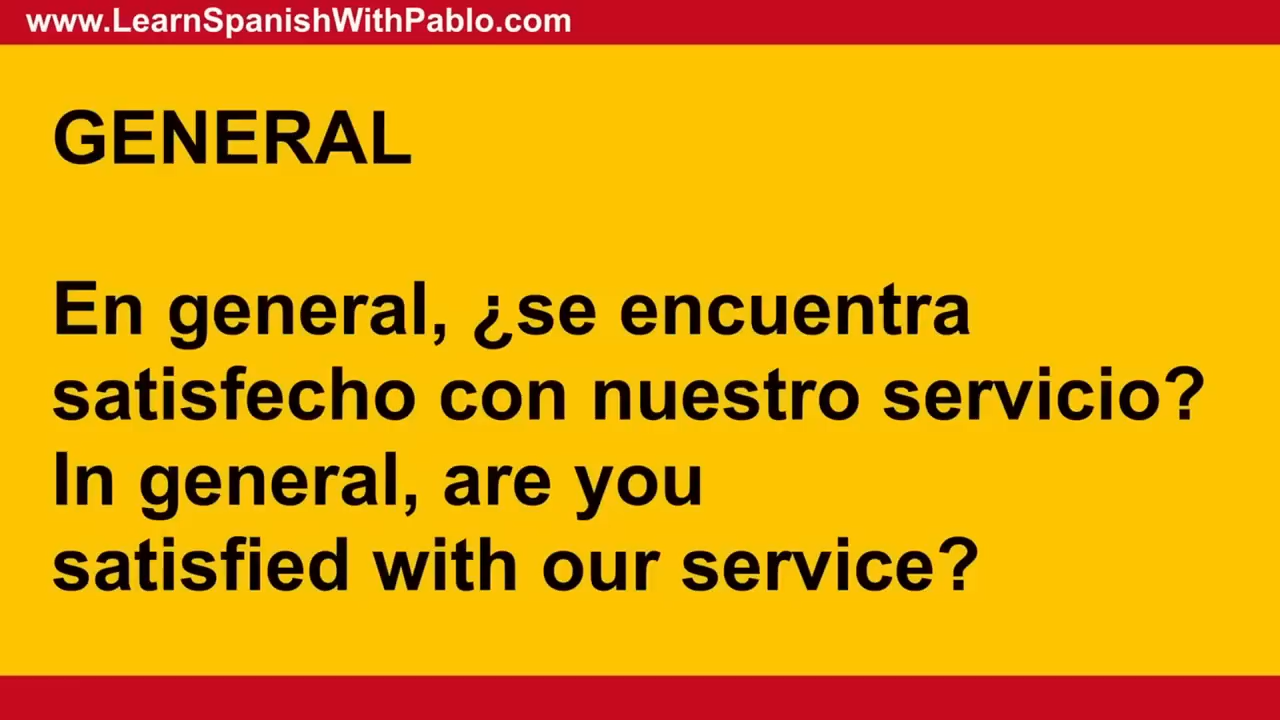 www.LearnSpanishWithPablo.com
GENERAL
En general, ¿se encuentra
satisfecho con nuestro servicio?
In general, are you
satisfied with our service?